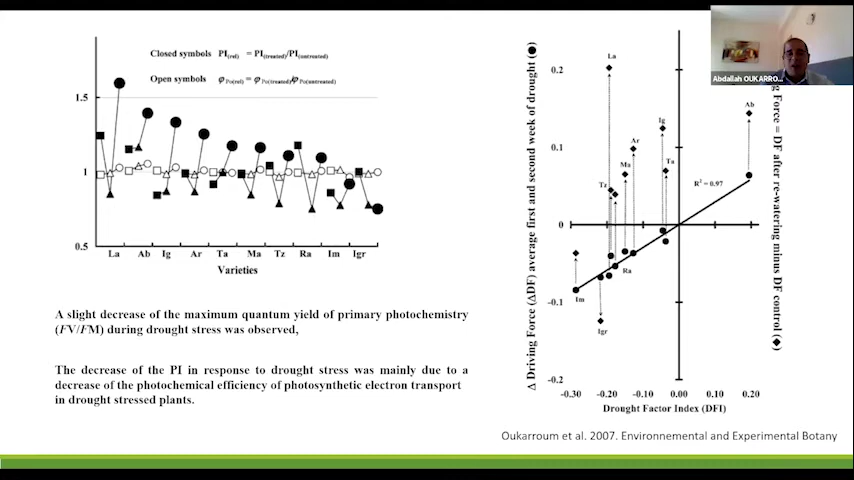 Closed symbols PI(rel) = PI(treated)/PI(untreated)
Open symbols φPo(rel) = φPo(treated)/φPo(untreated)
1.5
1
0.5
La Ab Ig Ar Ta Ma Tz Ra Im Igr
Varieties
A slight decrease of the maximum quantum yield of primary photochemistry
(FV/FM) during drought stress was observed,
The decrease of the PI in response to drought stress was mainly due to a
decrease of the photochemical efficiency of photosynthetic electron transport
in drought stressed plants.
Δ Driving Force (ΔDF) average first and second week of drought (●)
0.2
0.1
0
-0.1
-0.2
La
Ig
Ab
Ar
Ma
Ta
Tz
R² = 0.97
Ra
Im
Igr
-0.30 -0.20 -0.10 0.00 0.10 0.20
Drought Factor Index (DFI)
g Force = DF after re-watering minus DF control (◆)
Abdallah OUKARRO...
Oukarroum et al. 2007. Environnemental and Experimental Botany